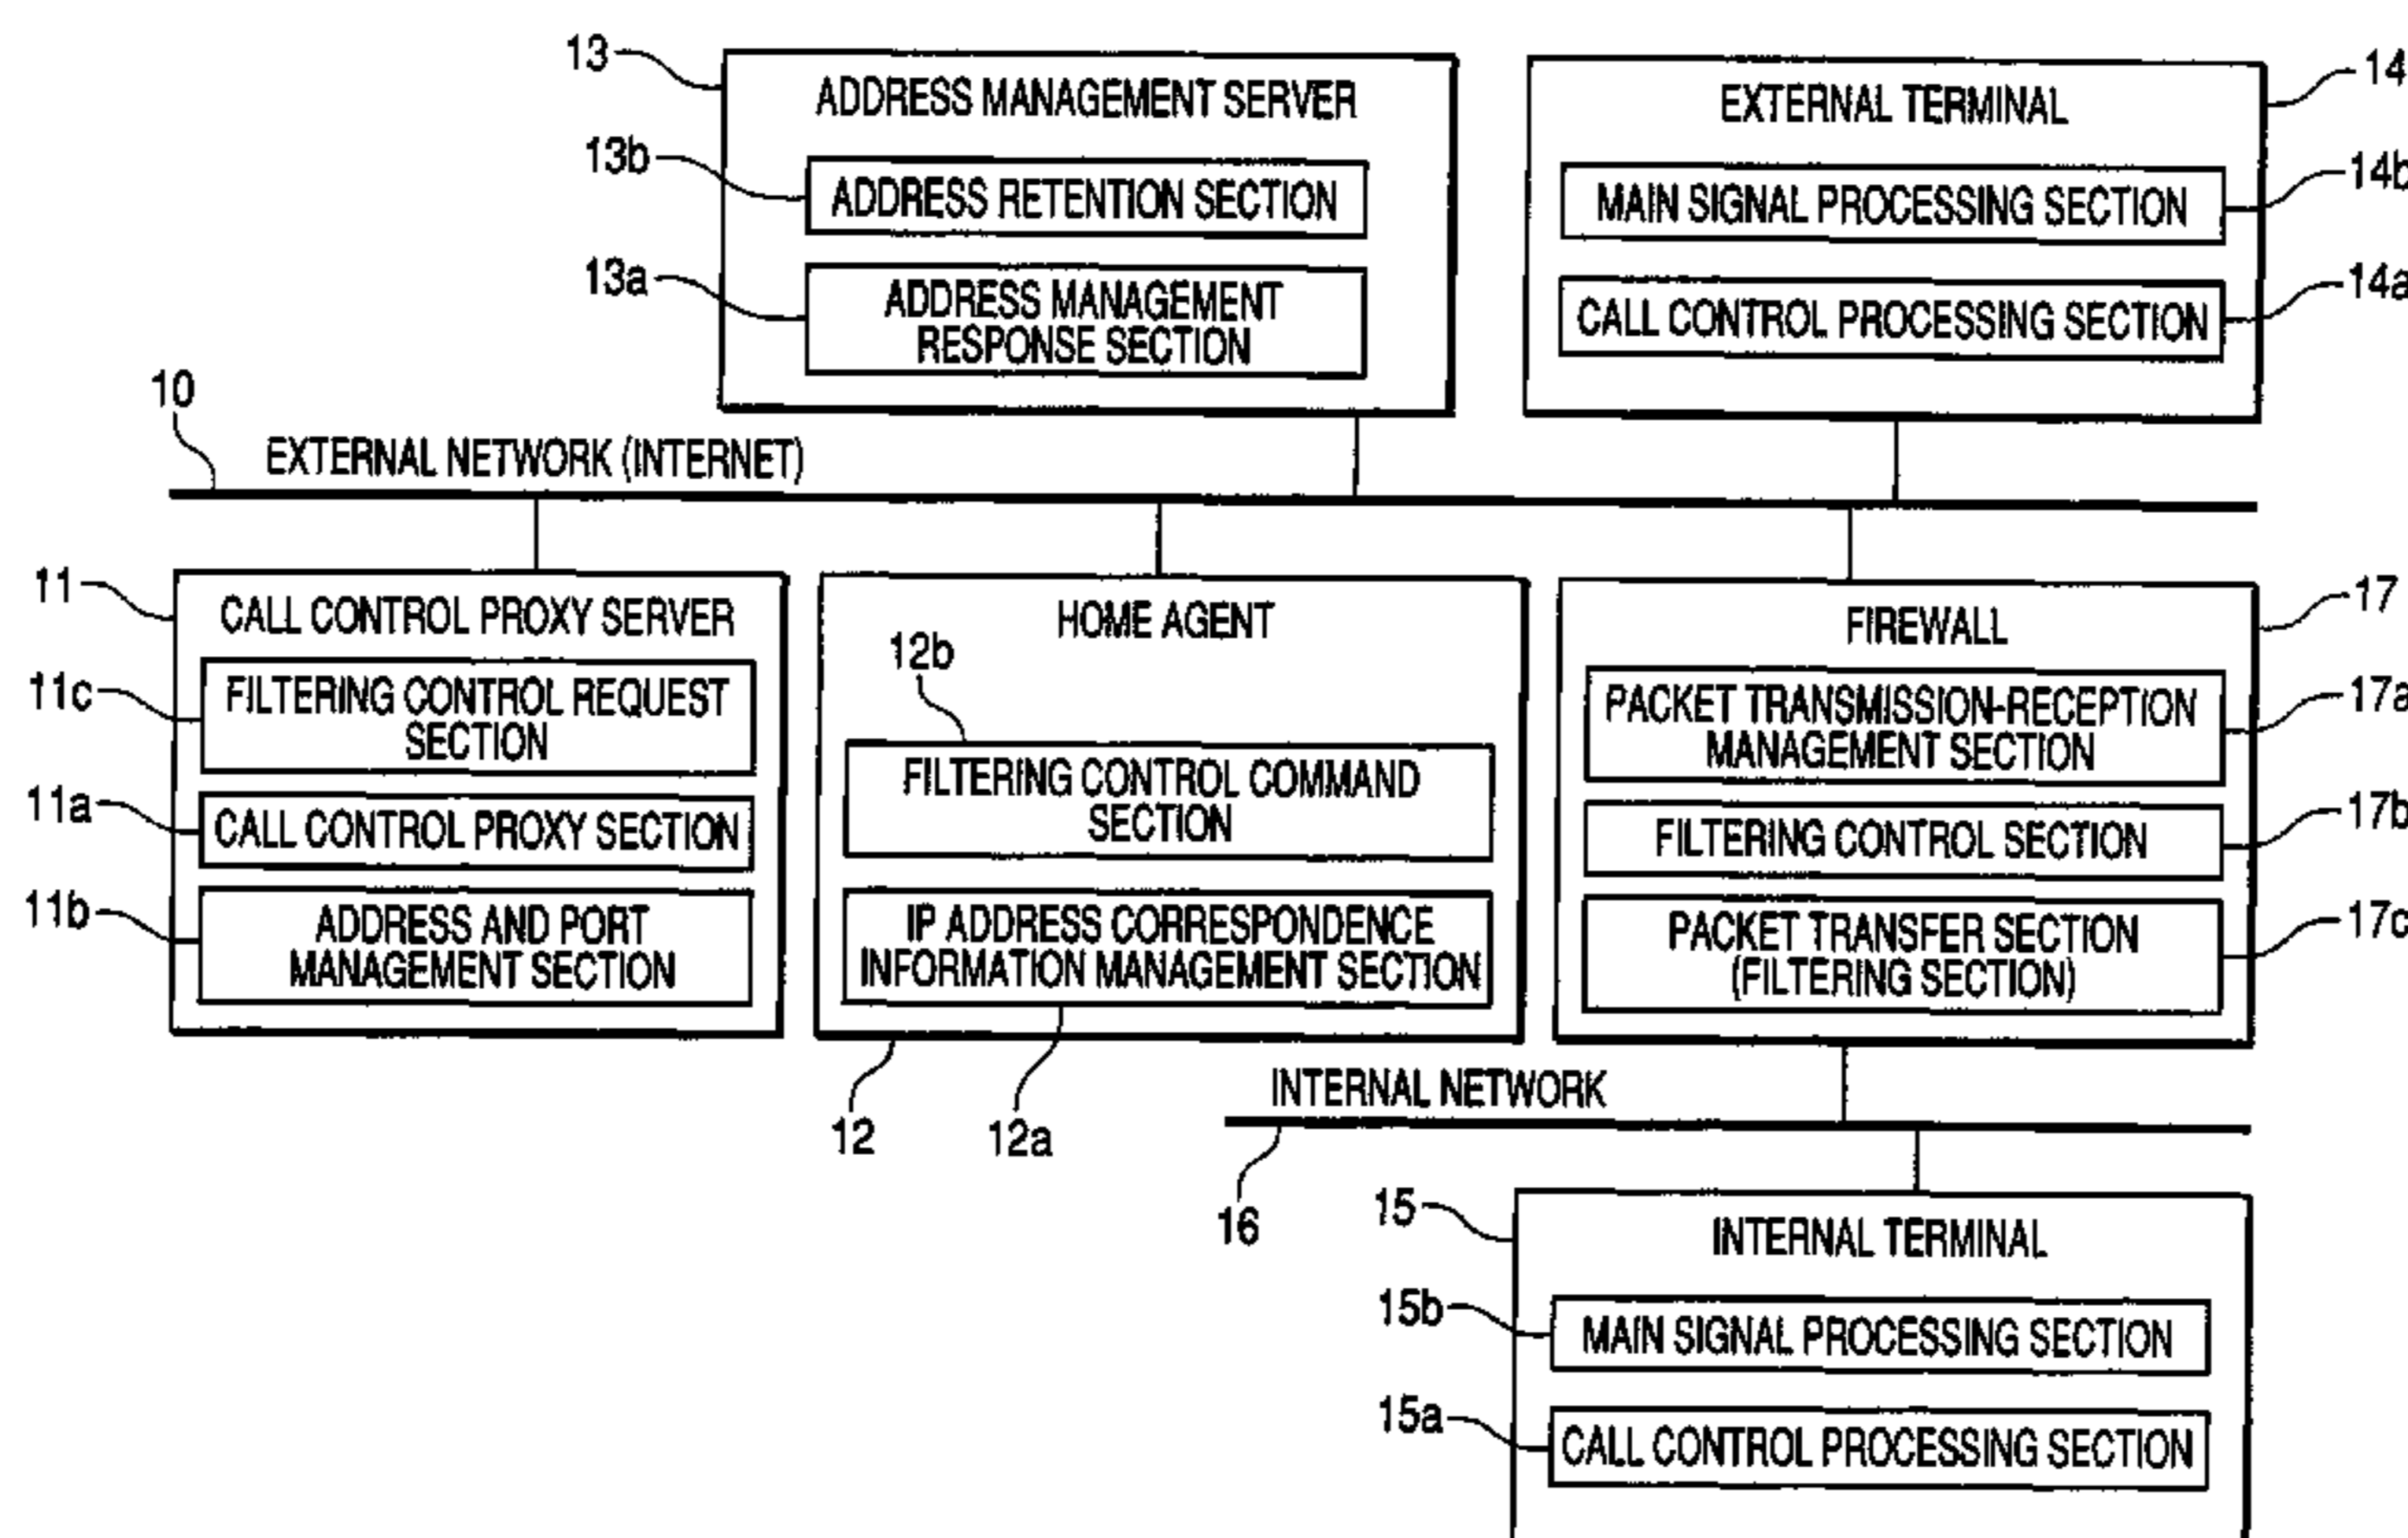 13
ADDRESS MANAGEMENT SERVER
13b
ADDRESS RETENTION SECTION
13a
ADDRESS MANAGEMENT
RESPONSE SECTION
14
EXTERNAL TERMINAL
14b
MAIN SIGNAL PROCESSING SECTION
14a
CALL CONTROL PROCESSING SECTION
10
EXTERNAL NETWORK (INTERNET)
11
CALL CONTROL PROXY SERVER
11c
FILTERING CONTROL REQUEST
SECTION
11a
CALL CONTROL PROXY SECTION
11b
ADDRESS AND PORT
MANAGEMENT SECTION
HOME AGENT
12b
FILTERING CONTROL COMMAND
SECTION
IP ADDRESS CORRESPONDENCE
INFORMATION MANAGEMENT SECTION
12
12a
17
FIREWALL
PACKET TRANSMISSION-RECEPTION
MANAGEMENT SECTION
17a
FILTERING CONTROL SECTION
17b
PACKET TRANSFER SECTION
(FILTERING SECTION)
17c
INTERNAL NETWORK
16
15
INTERNAL TERMINAL
15b
MAIN SIGNAL PROCESSING SECTION
15a
CALL CONTROL PROCESSING SECTION